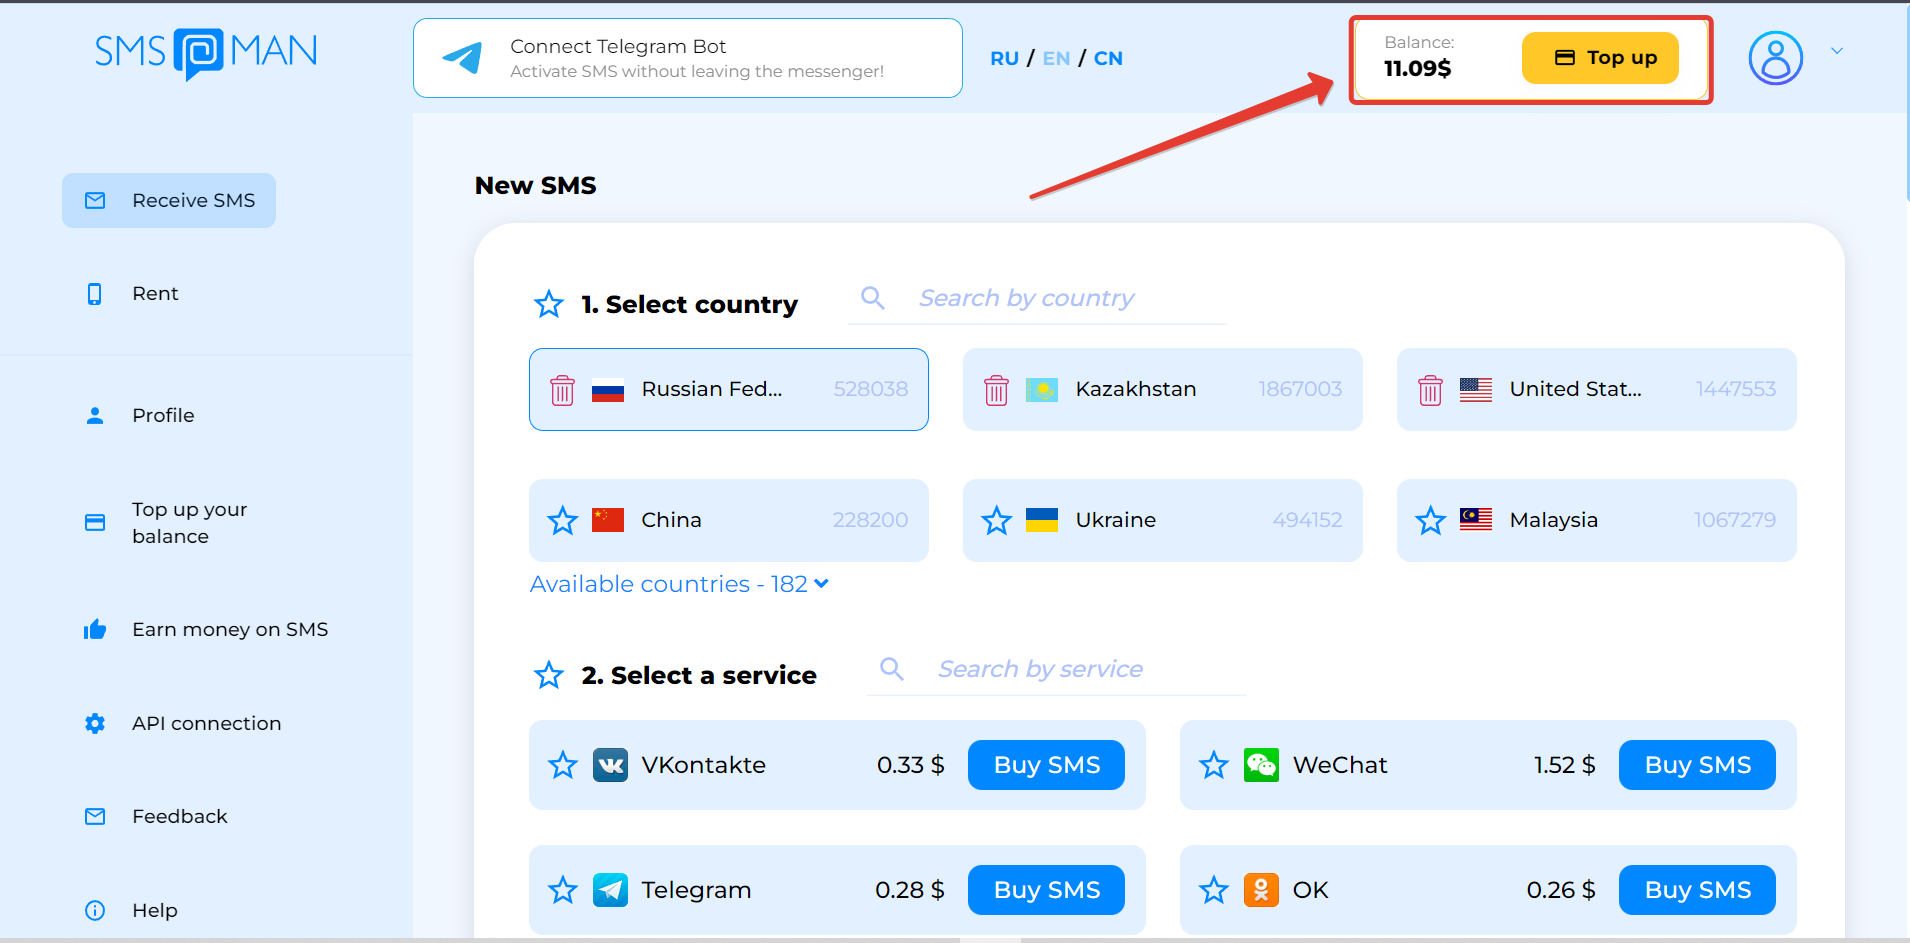 SMS MAN
Connect Telegram Bot
Activate SMS without leaving the messenger!
RU / EN / CN
Balance:
11.09$
Top up
Receive SMS
Rent
Profile
Top up your
balance
Earn money on SMS
API connection
Feedback
Help
New SMS
1. Select country
Search by country
Russian Fed... 528038
Kazakhstan 1867003
United Stat... 1447553
China 228200
Ukraine 494152
Malaysia 1067279
Available countries - 182
2. Select a service
Search by service
VKontakte 0.33 $ Buy SMS
WeChat 1.52 $ Buy SMS
Telegram 0.28 $ Buy SMS
OK 0.26 $ Buy SMS